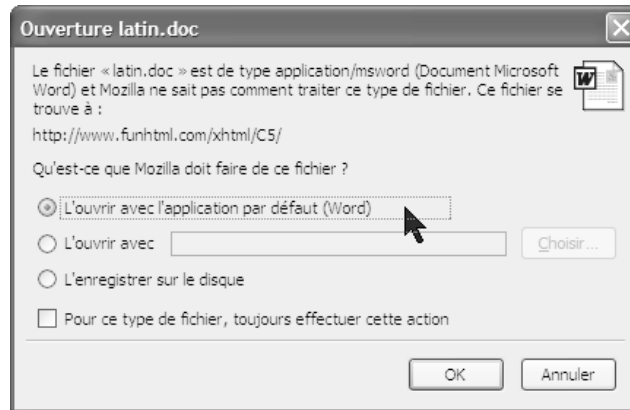 Ouverture latin.doc
Le fichier « latin.doc » est de type application/msword (Document Microsoft
Word) et Mozilla ne sait pas comment traiter ce type de fichier. Ce fichier se
trouve à :
http://www.funhtml.com/xhtml/C5/
Qu'est-ce que Mozilla doit faire de ce fichier ?
L'ouvrir avec l'application par défaut (Word)
L'ouvrir avec
Choisir...
L'enregistrer sur le disque
Pour ce type de fichier, toujours effectuer cette action
OK
Annuler